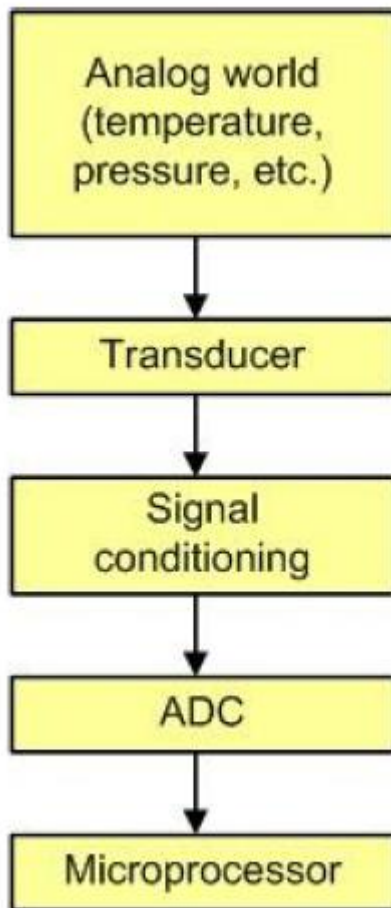 Analog world
(temperature,
pressure, etc.)
Transducer
Signal
conditioning
ADC
Microprocessor